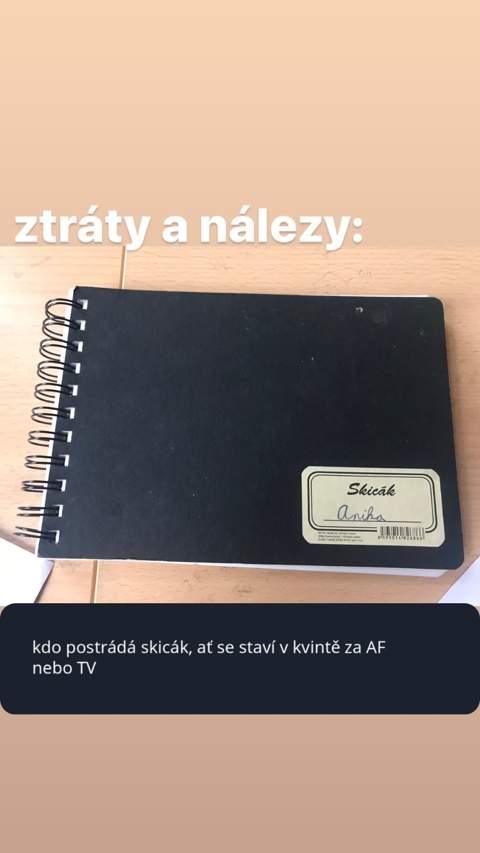 ztráty a nálezy:
Skicák
Anika
kdo postrádá skicák, ať se staví v kvintě za AF
nebo TV